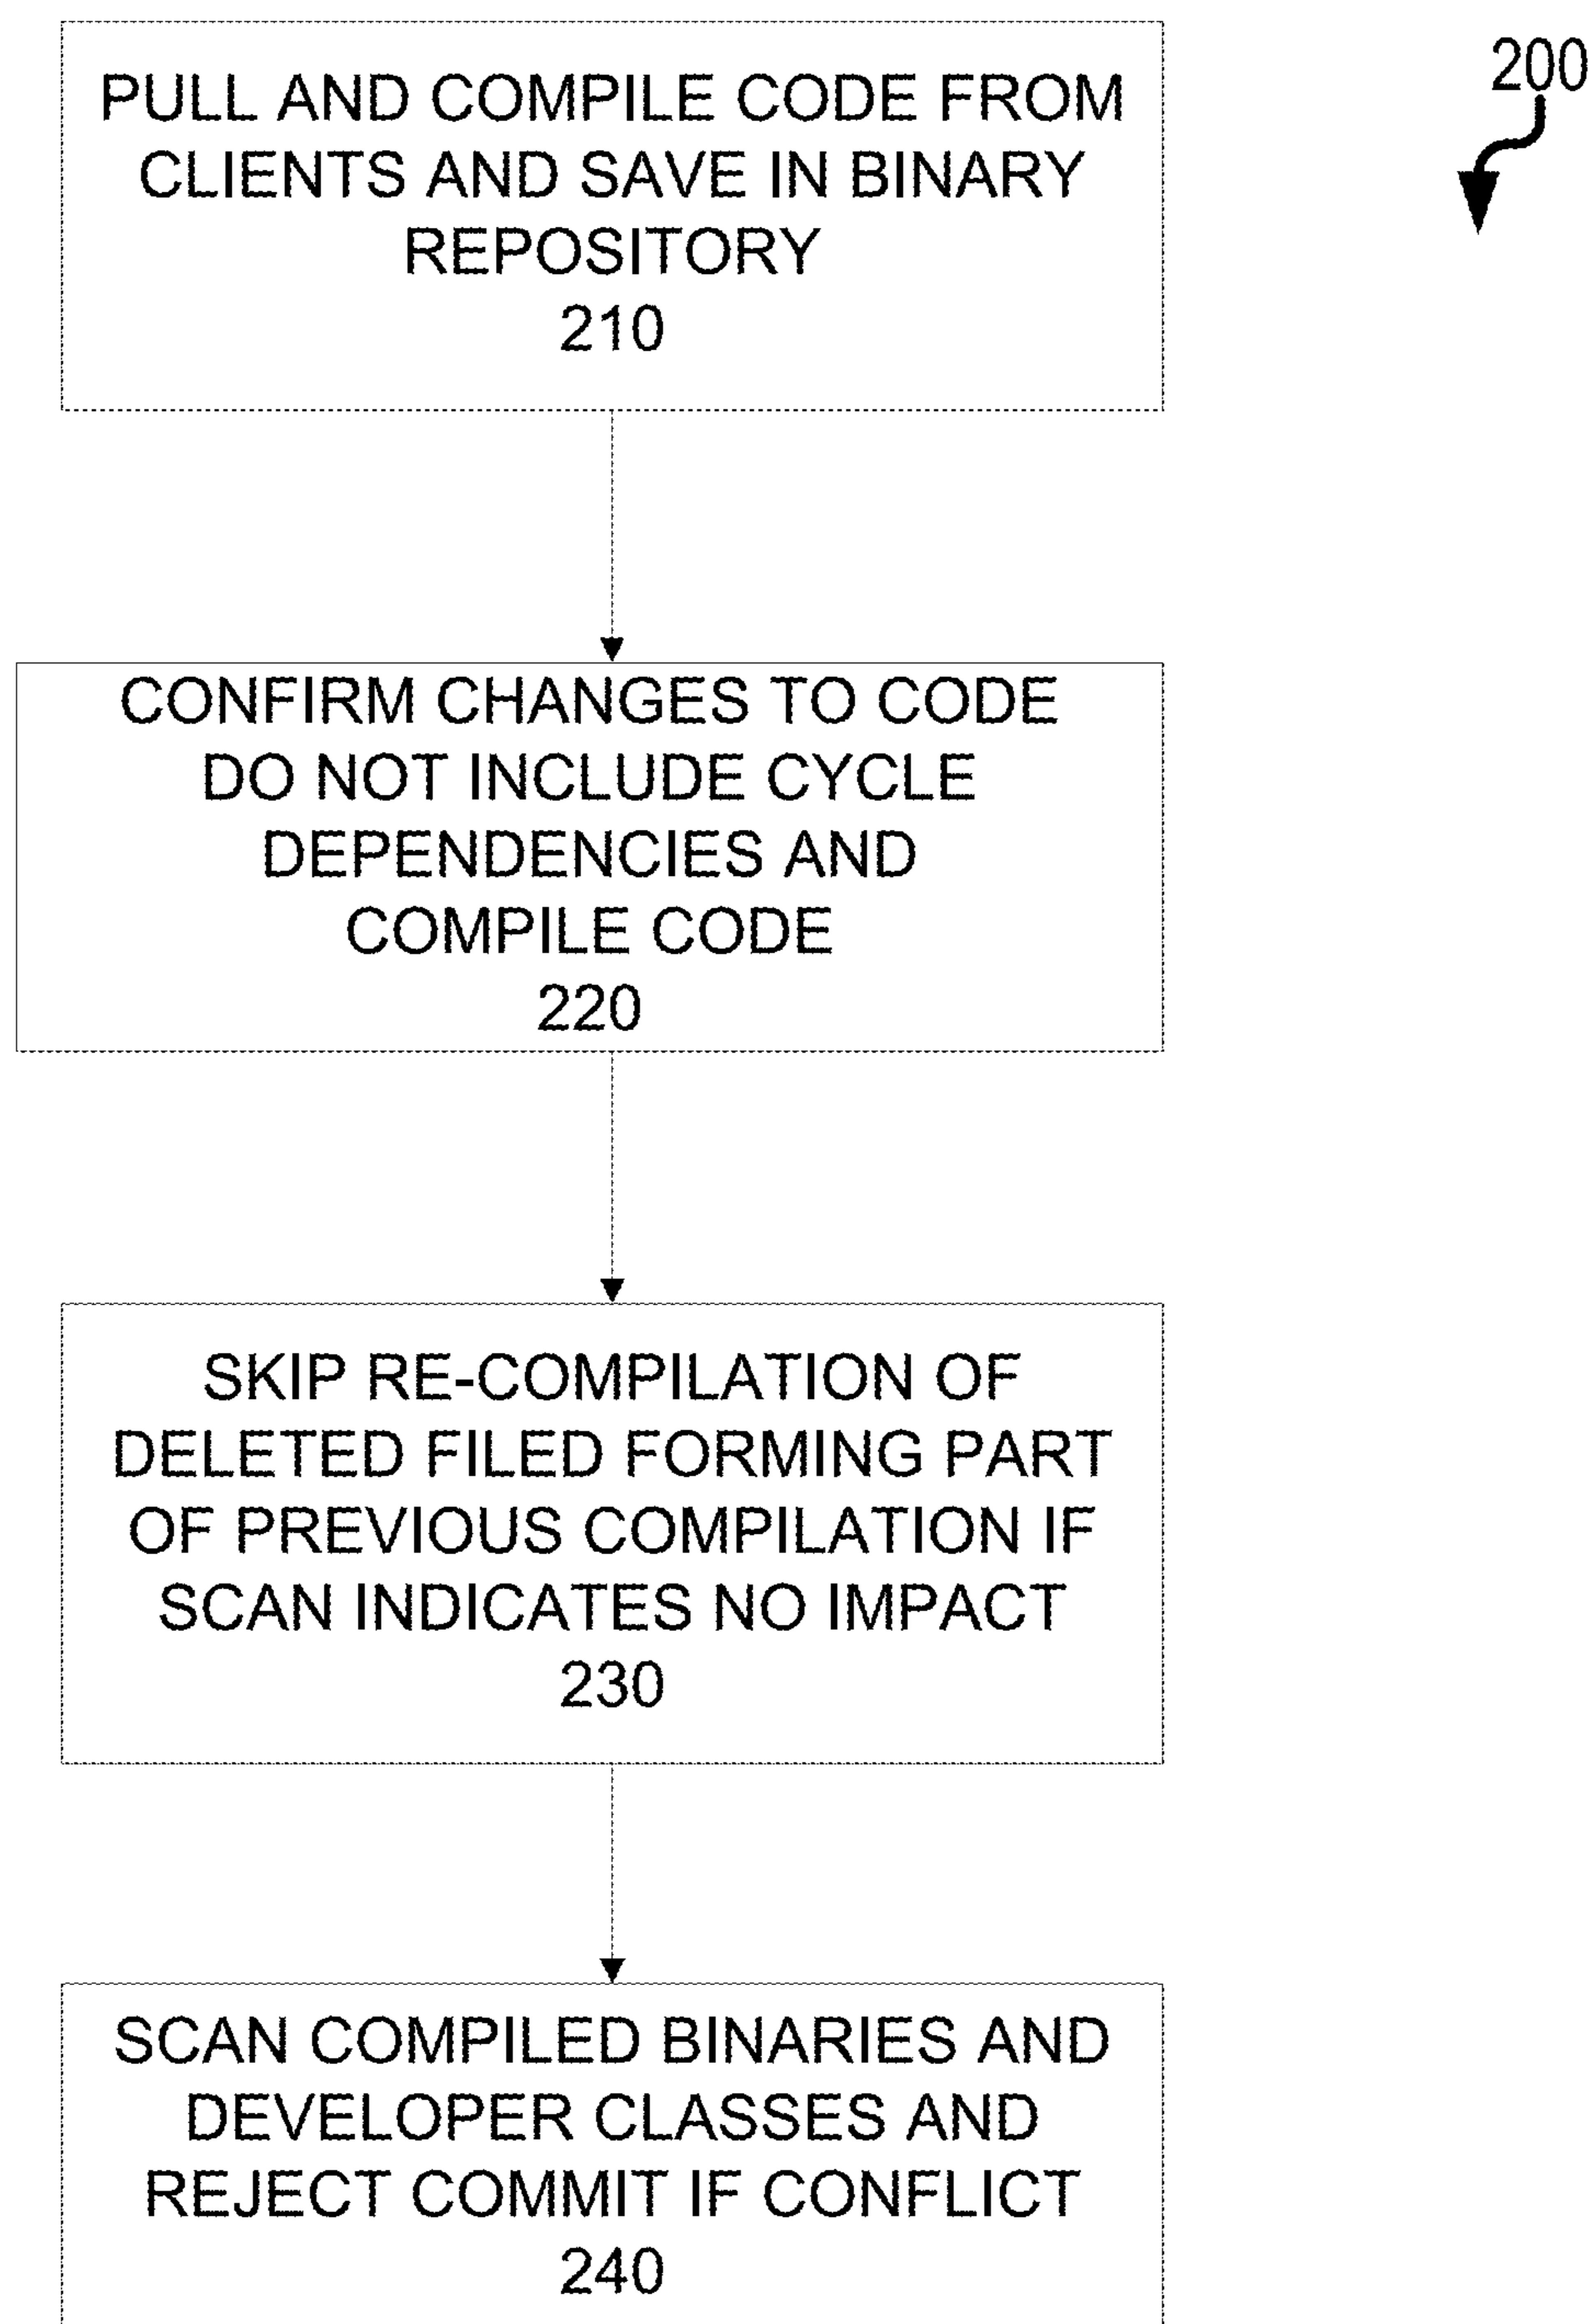 200
PULL AND COMPILE CODE FROM
CLIENTS AND SAVE IN BINARY
REPOSITORY
210
CONFIRM CHANGES TO CODE
DO NOT INCLUDE CYCLE
DEPENDENCIES AND
COMPILE CODE
220
SKIP RE-COMPILATION OF
DELETED FILED FORMING PART
OF PREVIOUS COMPILATION IF
SCAN INDICATES NO IMPACT
230
SCAN COMPILED BINARIES AND
DEVELOPER CLASSES AND
REJECT COMMIT IF CONFLICT
240